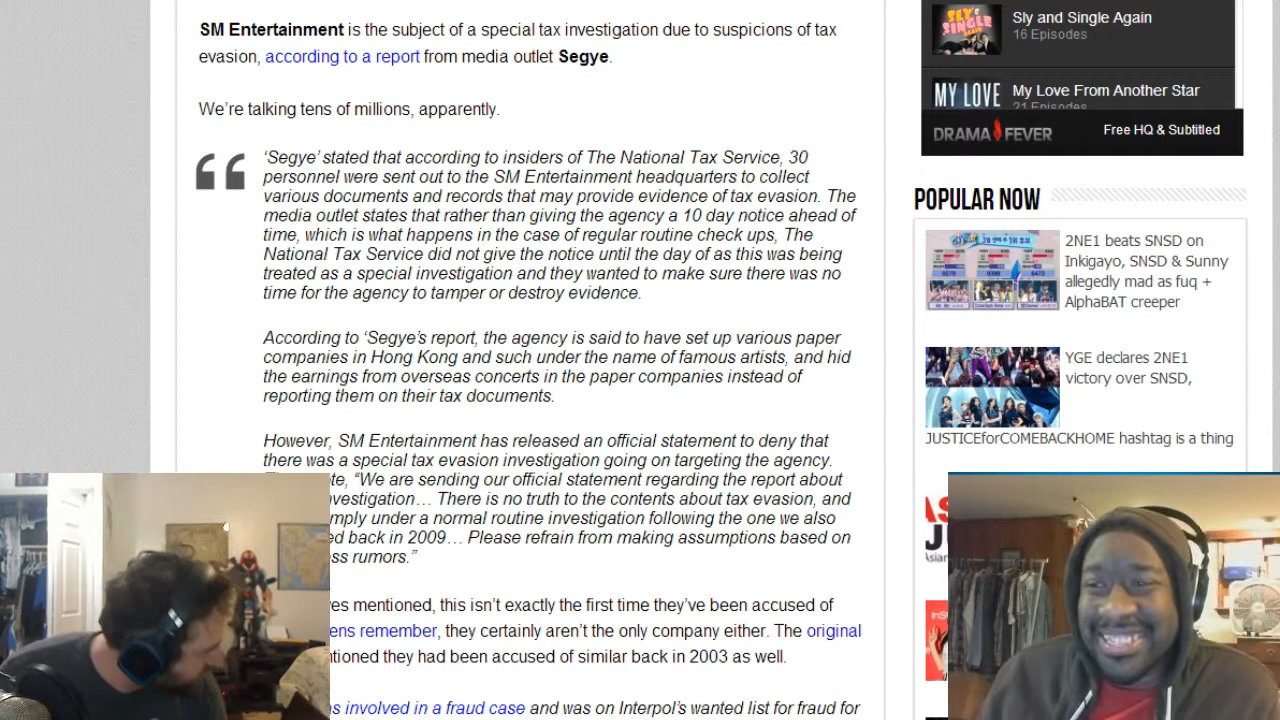 SM Entertainment is the subject of a special tax investigation due to suspicions of tax
evasion, according to a report from media outlet Segye.
We’re talking tens of millions, apparently.
‘Segye’ stated that according to insiders of The National Tax Service, 30
personnel were sent out to the SM Entertainment headquarters to collect
various documents and records that may provide evidence of tax evasion. The
media outlet states that rather than giving the agency a 10 day notice ahead of
time, which is what happens in the case of regular routine check ups, The
National Tax Service did not give the notice until the day of as this was being
treated as a special investigation and they wanted to make sure there was no
time for the agency to tamper or destroy evidence.
According to ‘Segye’s report, the agency is said to have set up various paper
companies in Hong Kong and such under the name of famous artists, and hid
the earnings from overseas concerts in the paper companies instead of
reporting them on their tax documents.
However, SM Entertainment has released an official statement to deny that
there was a special tax evasion investigation going on targeting the agency.
“We are sending our official statement regarding the report about
nvestigation… There is no truth to the contents about tax evasion, and
mply under a normal routine investigation following the one we also
ed back in 2009… Please refrain from making assumptions based on
ss rumors.”
res mentioned, this isn’t exactly the first time they’ve been accused of
ens remember, they certainly aren’t the only company either. The original
ntioned they had been accused of similar back in 2003 as well.
s involved in a fraud case and was on Interpol’s wanted list for fraud for
SLY &
SINGLE
AGAIN
Sly and Single Again
16 Episodes
MY LOVE
My Love From Another Star
21 Episodes
DRAMAFEVER
Free HQ & Subtitled
POPULAR NOW
2NE1 beats SNSD on
Inkigayo, SNSD & Sunny
allegedly mad as fuq +
AlphaBAT creeper
YGE declares 2NE1
victory over SNSD,
JUSTICEforCOMEBACKHOME hashtag is a thing